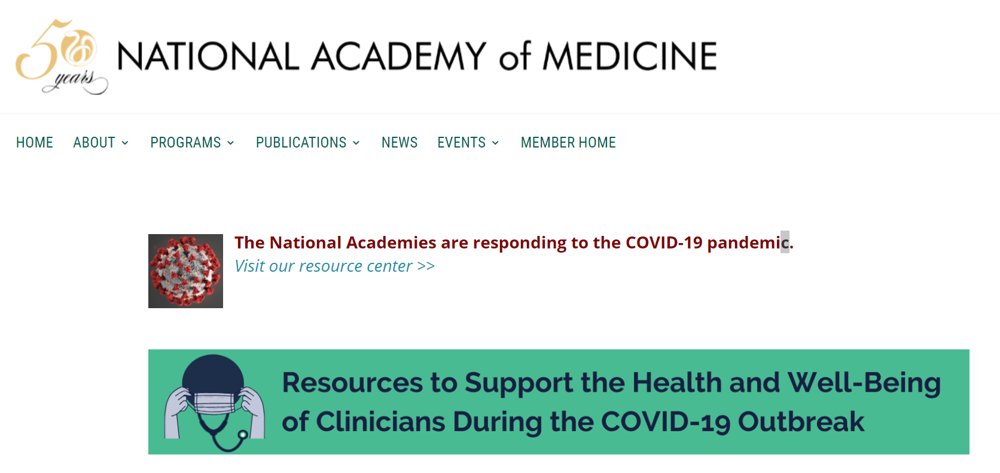 50 years
NATIONAL ACADEMY of MEDICINE
HOME ABOUT PROGRAMS PUBLICATIONS NEWS EVENTS MEMBER HOME
The National Academies are responding to the COVID-19 pandemic.
Visit our resource center >>
Resources to Support the Health and Well-Being
of Clinicians During the COVID-19 Outbreak